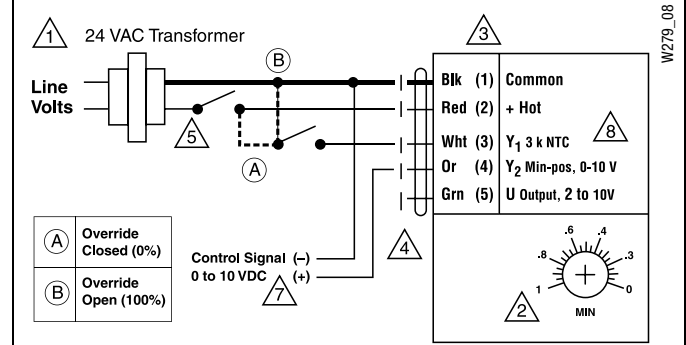 1 24 VAC Transformer
W279_08
3
B
Line
Volts
Blk (1) Common
Red (2) + Hot
5
8
Wht (3) Y1 3 k NTC
A
Or (4) Y2 Min-pos, 0-10 V
Grn (5) U Output, 2 to 10V
A Override
Closed (0%)
B Override
Open (100%)
Control Signal (–)
0 to 10 VDC (+)
7
4
.6 .4
.8 .3
1 0
MIN
2